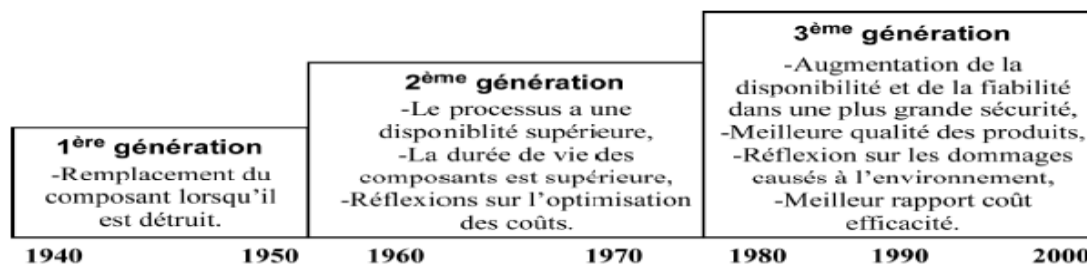 1ère génération
-Remplacement du
composant lorsqu'il
est détruit.
2ème génération
-Le processus a une
disponiblité supérieure,
-La durée de vie des
composants est supérieure,
-Réflexions sur l'optimisation
des coûts.
3ème génération
-Augmentation de la
disponibilité et de la fiabilité
dans une plus grande sécurité,
-Meilleure qualité des produits,
-Réflexion sur les dommages
causés à l'environnement,
-Meilleur rapport coût
efficacité.
1940 1950 1960 1970 1980 1990 2000